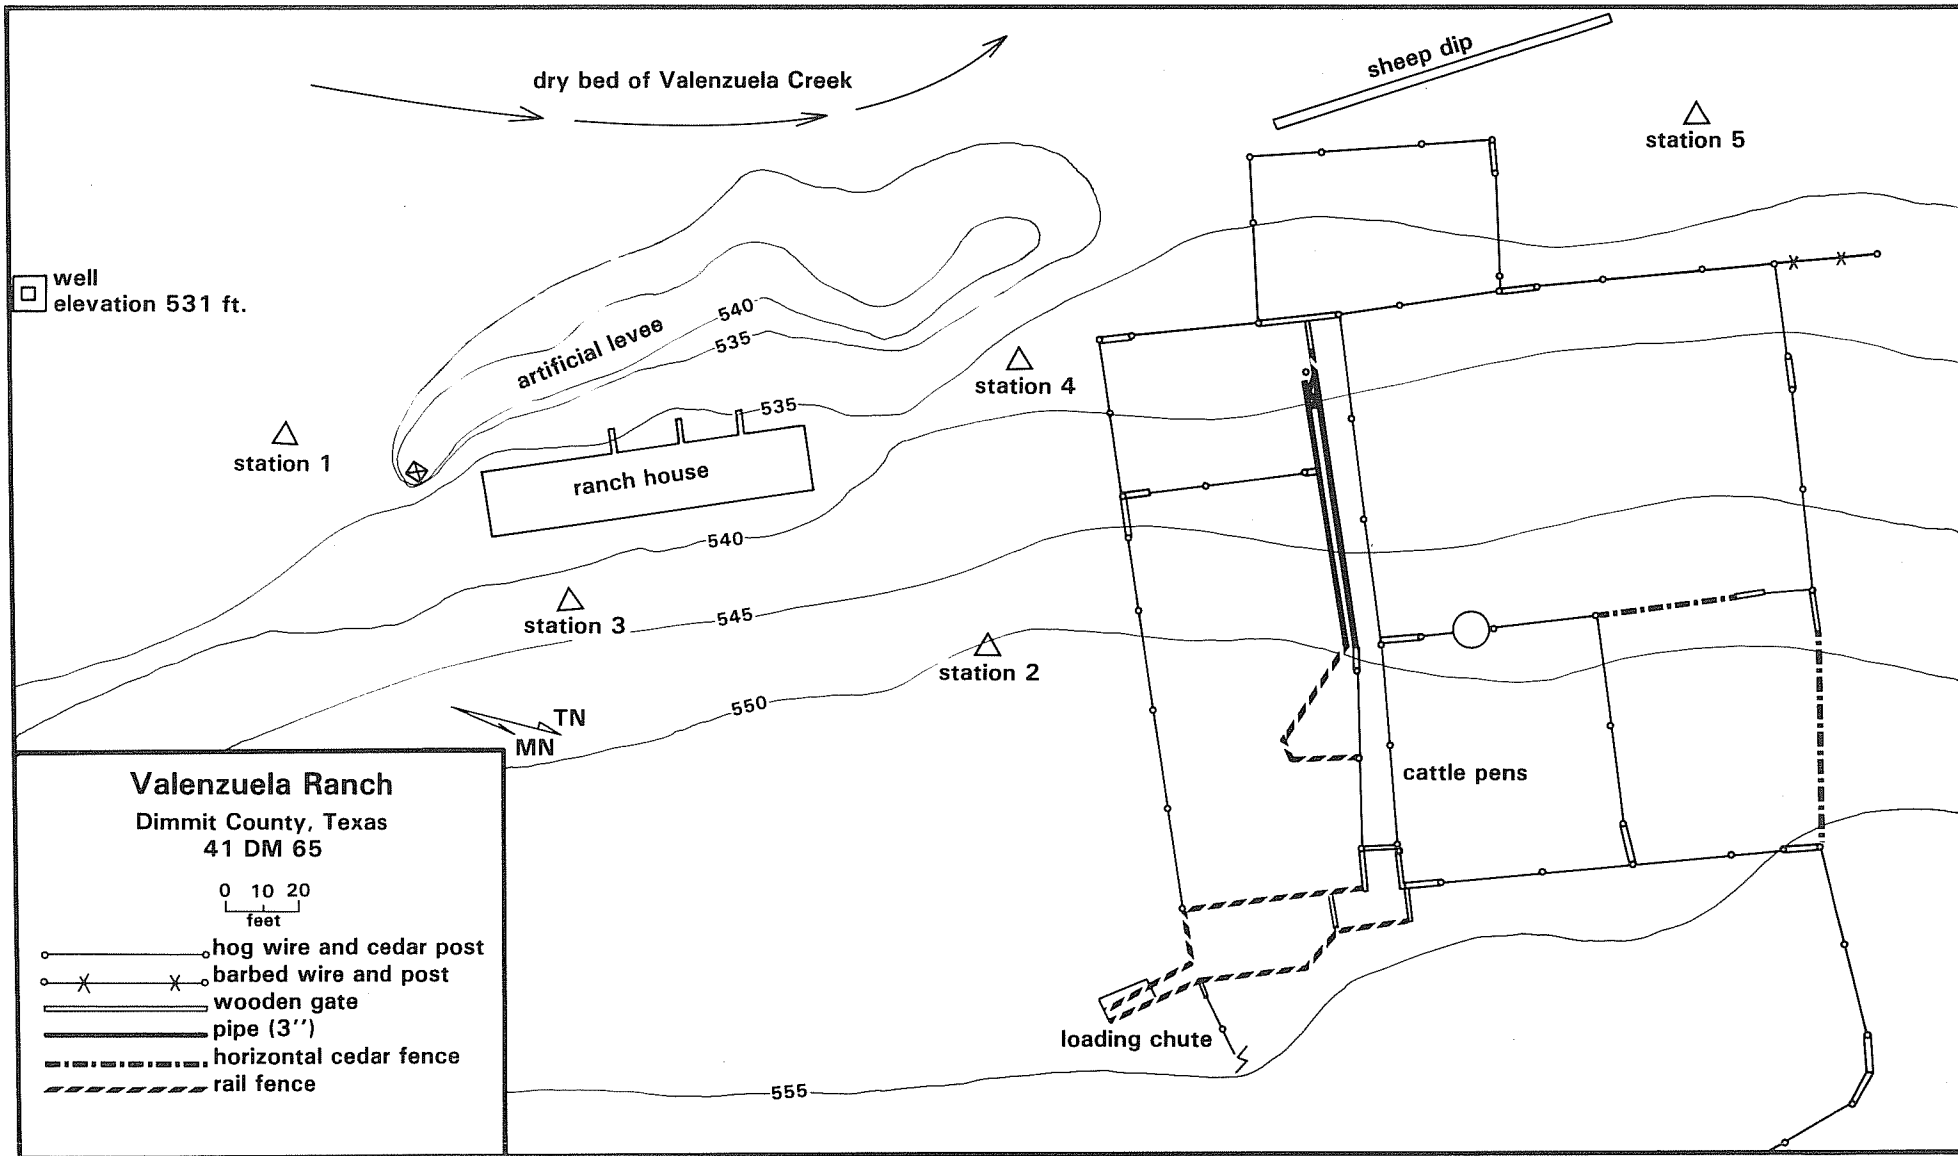 dry bed of Valenzuela Creek
sheep dip
station 5
well
elevation 531 ft.
540
artificial levee
535
station 4
535
station 1
ranch house
540
545
station 3
station 2
550
TN
MN
cattle pens
Valenzuela Ranch
Dimmit County, Texas
41 DM 65
0 10 20
feet
hog wire and cedar post
barbed wire and post
wooden gate
pipe (3'')
horizontal cedar fence
rail fence
loading chute
555